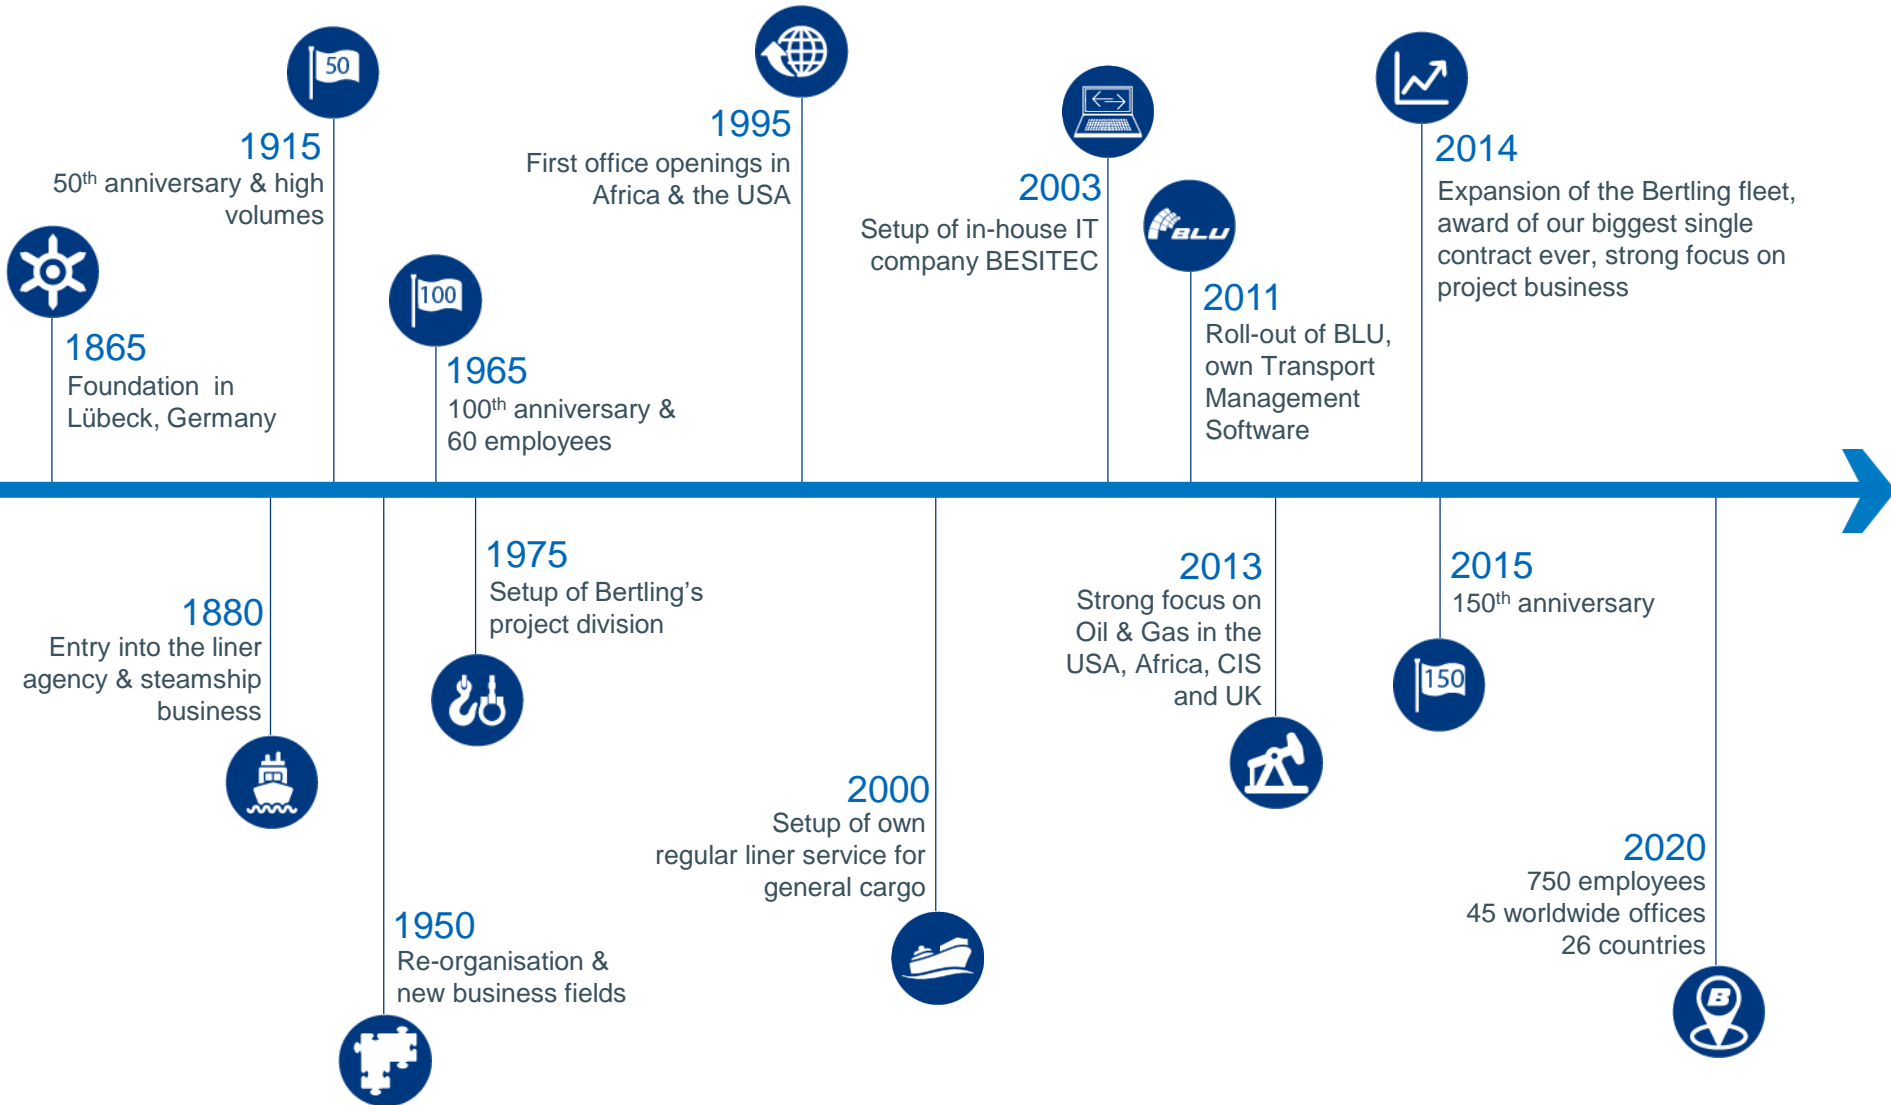 50
1915
50th anniversary & high
volumes
1865
Foundation in
Lübeck, Germany
100
1965
100th anniversary &
60 employees
1995
First office openings in
Africa & the USA
2003
Setup of in-house IT
company BESITEC
BLU
2011
Roll-out of BLU,
own Transport
Management
Software
2014
Expansion of the Bertling fleet,
award of our biggest single
contract ever, strong focus on
project business
1880
Entry into the liner
agency & steamship
business
1950
Re-organisation &
new business fields
1975
Setup of Bertling’s
project division
2000
Setup of own
regular liner service for
general cargo
2013
Strong focus on
Oil & Gas in the
USA, Africa, CIS
and UK
2015
150th anniversary
150
2020
750 employees
45 worldwide offices
26 countries
B